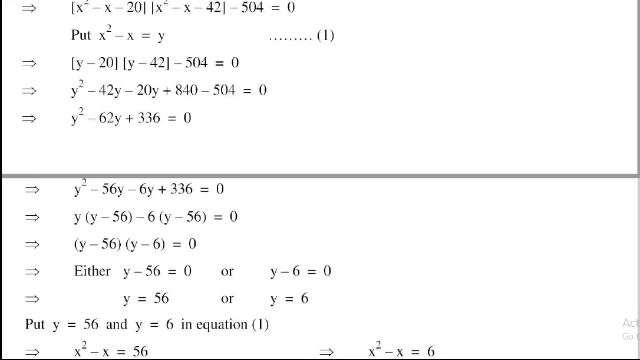 ⇒ [x² – x – 20] [x² – x – 42] – 504 = 0
Put x² – x = y ......... (1)
⇒ [y – 20] [y – 42] – 504 = 0
⇒ y² – 42y – 20y + 840 – 504 = 0
⇒ y² – 62y + 336 = 0
⇒ y² – 56y – 6y + 336 = 0
⇒ y (y – 56) – 6 (y – 56) = 0
⇒ (y – 56) (y – 6) = 0
⇒ Either y – 56 = 0 or y – 6 = 0
⇒ y = 56 or y = 6
Put y = 56 and y = 6 in equation (1)
⇒ x² – x = 56 ⇒ x² – x = 6